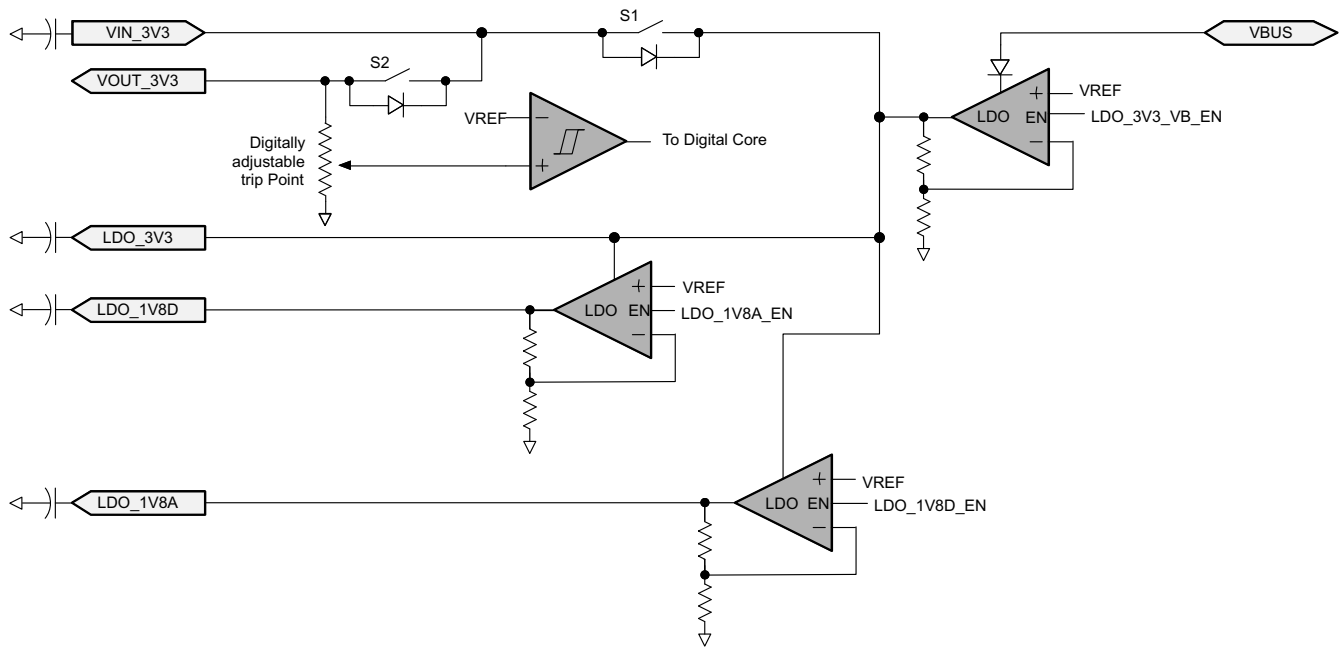 S1
VIN_3V3
VBUS
S2
VOUT_3V3
VREF
LDO
EN
LDO_3V3_VB_EN
VREF
To Digital Core
Digitally
adjustable
trip Point
LDO_3V3
VREF
LDO_1V8D
LDO
EN
LDO_1V8A_EN
VREF
LDO_1V8A
LDO
EN
LDO_1V8D_EN